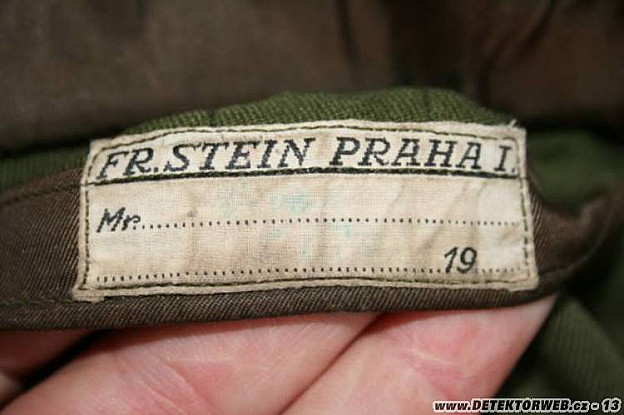 FR. STEIN PRAHA I.
Mr.
19
www.DETEKTORWEB.cz - 13